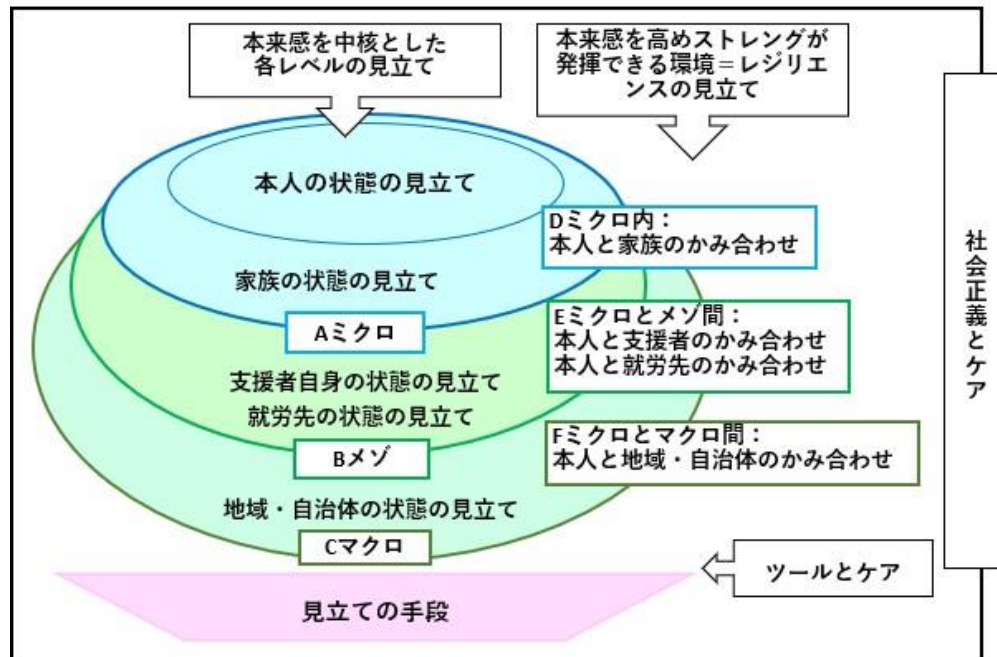 本来感を中核とした
各レベルの見立て
本来感を高めストレングが
発揮できる環境＝レジリエ
ンスの見立て
本人の状態の見立て
家族の状態の見立て
Aミクロ
支援者自身の状態の見立て
就労先の状態の見立て
Bメゾ
地域・自治体の状態の見立て
Cマクロ
Dミクロ内：
本人と家族のかみ合わせ
Eミクロとメゾ間：
本人と支援者のかみ合わせ
本人と就労先のかみ合わせ
Fミクロとマクロ間：
本人と地域・自治体のかみ合わせ
社会正義とケア
ツールとケア
見立ての手段